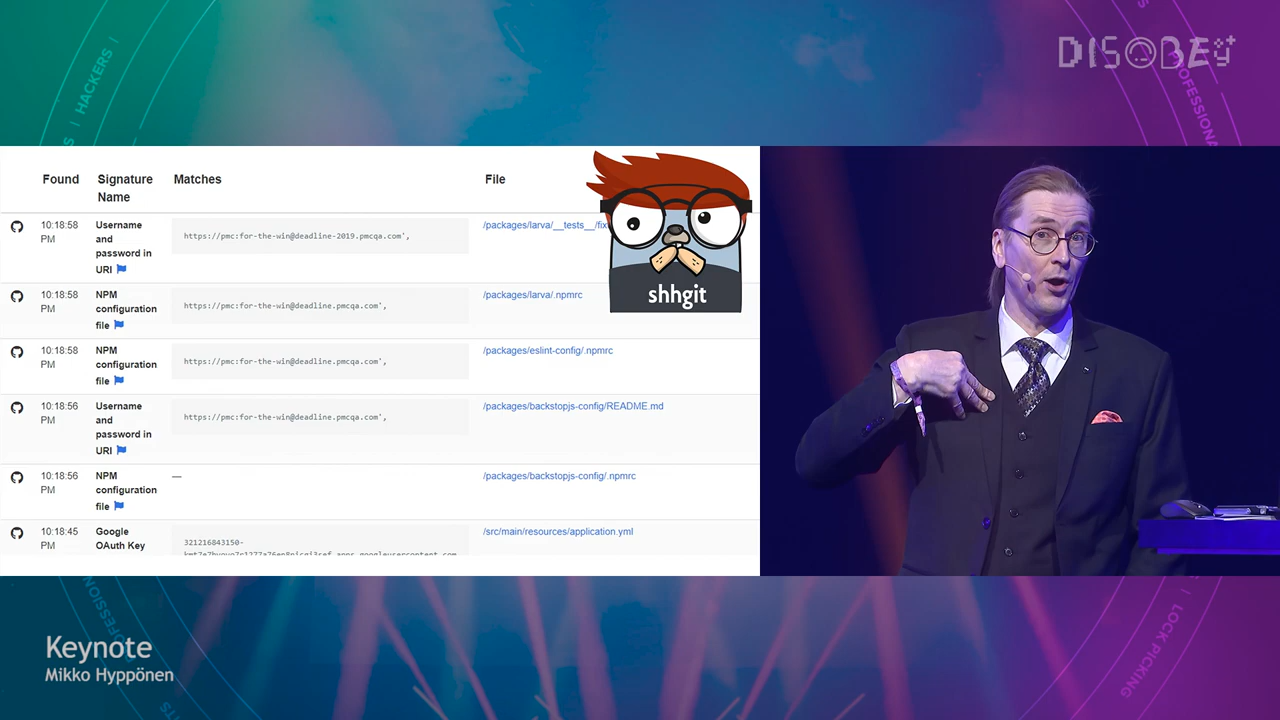 HACKERS |
DISOBEY
PROFESSIONA
Found
Signature
Name
Matches
File
10:18:58
PM
Username
and
password in
URI
https://pmc:for-the-win@deadline-2019.pmcqa.com',
/packages/larva/__tests__/fix
shhgit
10:18:58
PM
NPM
configuration
file
https://pmc:for-the-win@deadline.pmcqa.com',
/packages/larva/.npmrc
10:18:58
PM
NPM
configuration
file
https://pmc:for-the-win@deadline.pmcqa.com',
/packages/eslint-config/.npmrc
10:18:56
PM
Username
and
password in
URI
https://pmc:for-the-win@deadline.pmcqa.com',
/packages/backstopjs-config/README.md
10:18:56
PM
NPM
configuration
file
—
/packages/backstopjs-config/.npmrc
10:18:45
PM
Google
OAuth Key
321216843150-
/src/main/resources/application.yml
Keynote
Mikko Hyppönen
| LOCK PICKING